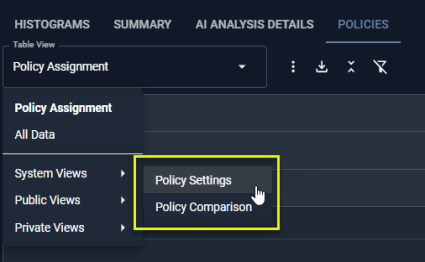 HISTOGRAMS SUMMARY AI ANALYSIS DETAILS POLICIES
Table View
Policy Assignment
Policy Assignment
All Data
System Views
Policy Settings
Public Views
Policy Comparison
Private Views